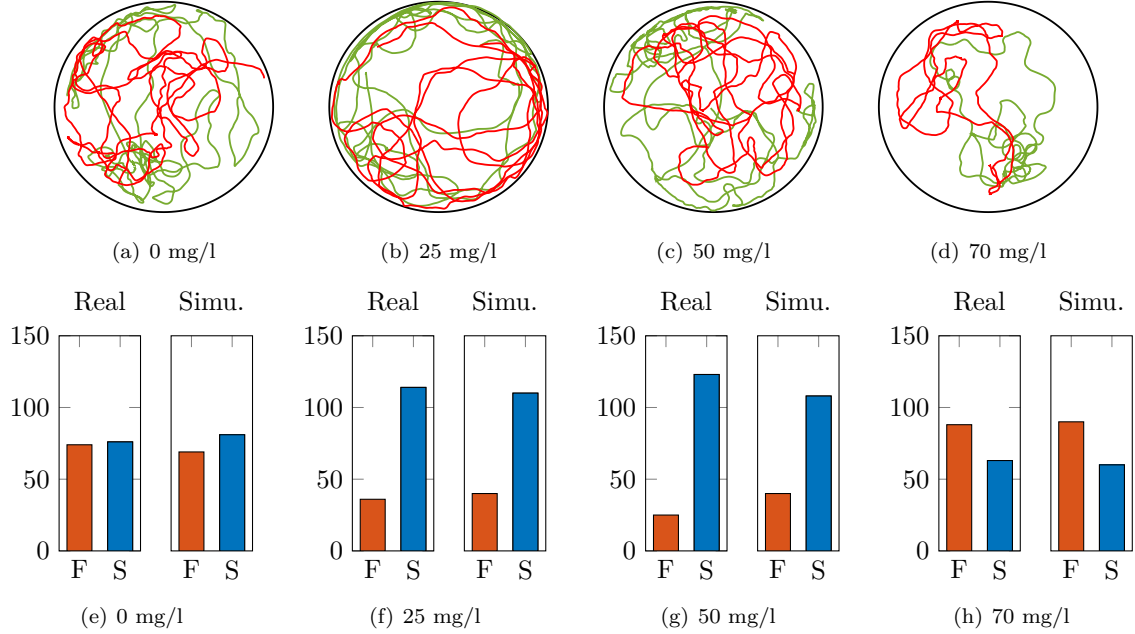 (a) 0 mg/l
(b) 25 mg/l
(c) 50 mg/l
(d) 70 mg/l
Real
Simu.
150
100
50
0
F S
F S
(e) 0 mg/l
Real
Simu.
150
100
50
0
F S
F S
(f) 25 mg/l
Real
Simu.
150
100
50
0
F S
F S
(g) 50 mg/l
Real
Simu.
150
100
50
0
F S
F S
(h) 70 mg/l